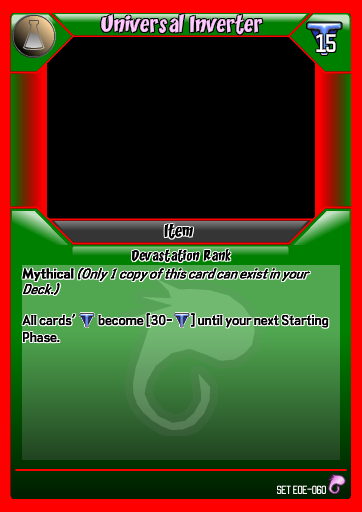 Universal Inverter
15
Item
Devastation Rank
Mythical (Only 1 copy of this card can exist in your
Deck.)
All cards' become [30- ] until your next Starting
Phase.
SET EOE-060